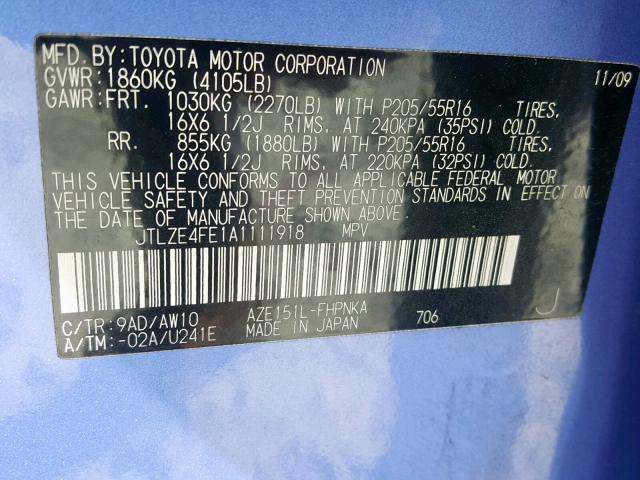 MFD. BY: TOYOTA MOTOR CORPORATION 11/09
GVWR: 1860KG (4105LB)
GAWR: FRT. 1030KG (2270LB) WITH P205/55R16 TIRES,
16X6 1/2J RIMS, AT 240KPA (35PSI) COLD.
RR. 855KG (1880LB) WITH P205/55R16 TIRES,
16X6 1/2J RIMS, AT 220KPA (32PSI) COLD.
THIS VEHICLE CONFORMS TO ALL APPLICABLE FEDERAL MOTOR
VEHICLE SAFETY AND THEFT PREVENTION STANDARDS IN EFFECT ON
THE DATE OF MANUFACTURE SHOWN ABOVE.
JTLZE4FE1A1111918 MPV
C/TR: 9AD/AW10 AZE151L-FHPNKA 706 J
A/TM: -02A/U241E MADE IN JAPAN